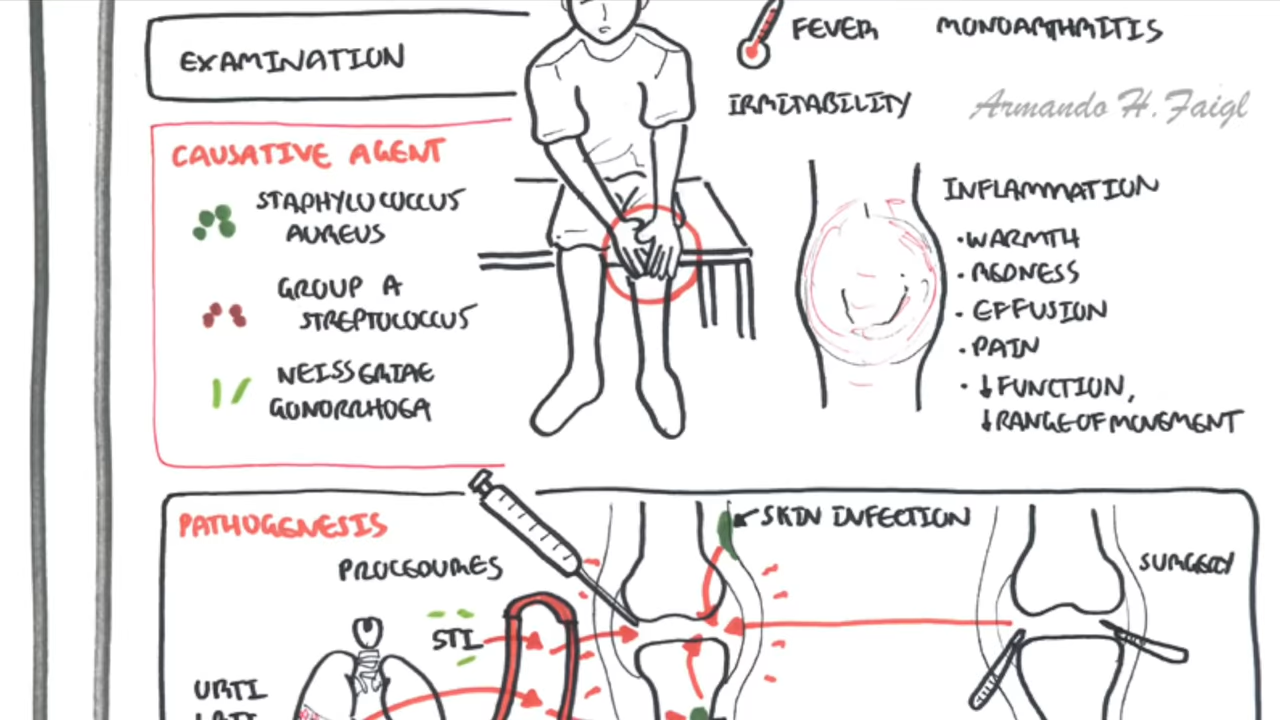 EXAMINATION
FEVER
MONOARTHRITIS
IRRITABILITY
Armando H.Faigl
CAUSATIVE AGENT
STAPHYLOCOCCUS
AUREUS
GROUP A
STREPTOCOCCUS
NEISSERIAE
GONORRHOEA
INFLAMMATION
•WARMTH
•REDNESS
•EFFUSION
•PAIN
•↓FUNCTION,
↓RANGE OF MOVEMENT
PATHOGENESIS
PROCEDURES
SKIN INFECTION
SURGERY
STI
URTI
LRTI